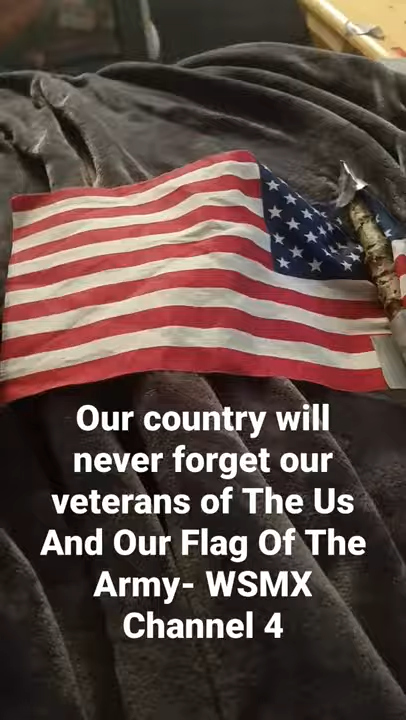 Our country will
never forget our
veterans of The Us
And Our Flag Of The
Army- WSMX
Channel 4